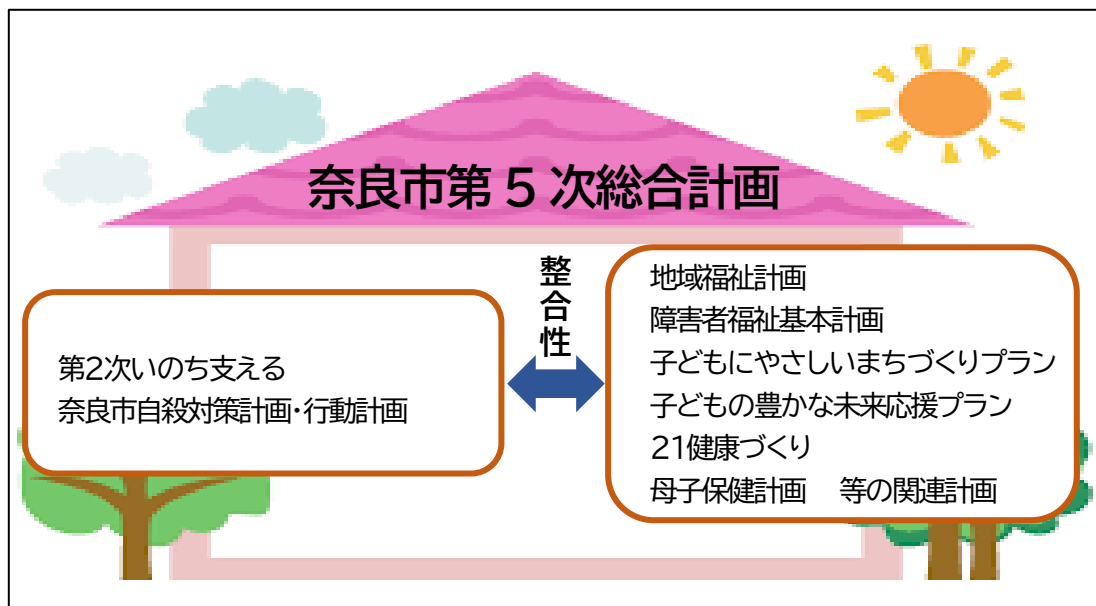 奈良市第5次総合計画
第2次いのち支える
奈良市自殺対策計画・行動計画
整合性
地域福祉計画
障害者福祉基本計画
子どもにやさしいまちづくりプラン
子どもの豊かな未来応援プラン
21健康づくり
母子保健計画　等の関連計画